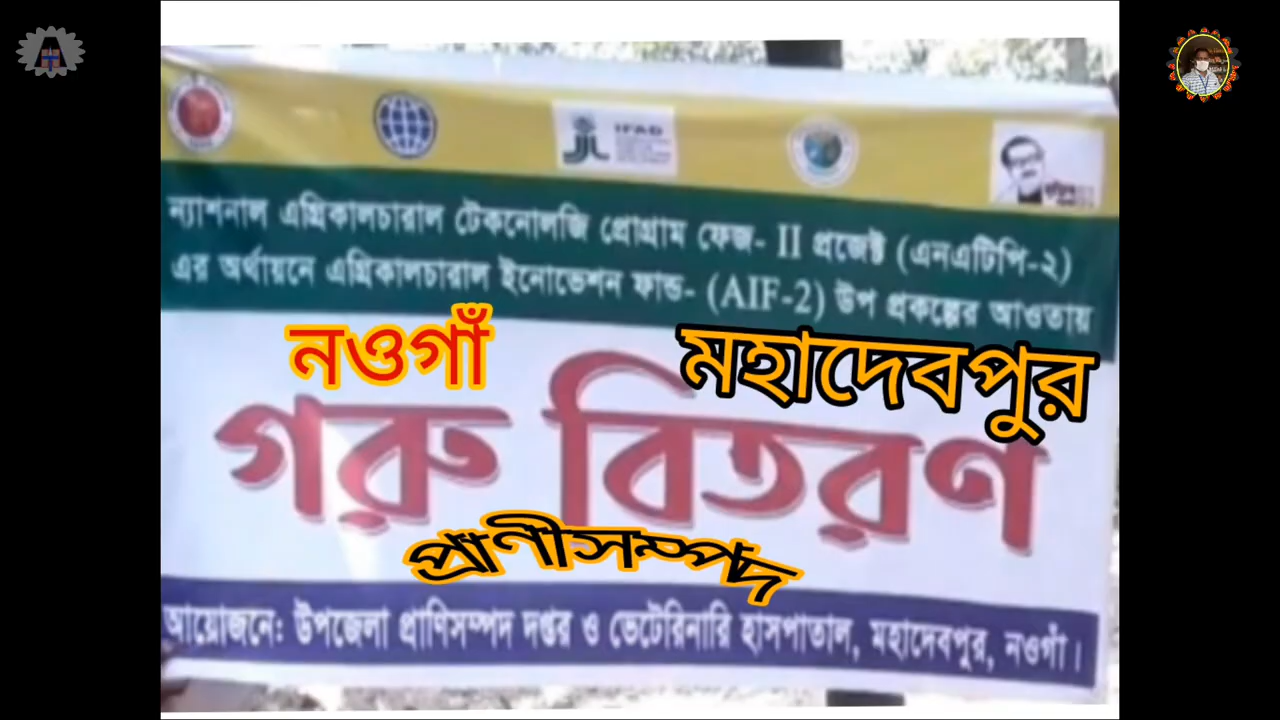 IFAD
ন্যাশনাল এগ্রিকালচারাল টেকনোলজি প্রোগ্রাম ফেজ- II প্রজেক্ট (এনএটিপি-২)
এর অর্থায়নে এগ্রিকালচারাল ইনোভেশন ফান্ড- (AIF-2) উপ প্রকল্পের আওতায়
নওগাঁ
মহাদেবপুর
গরু বিতরণ
প্রাণীসম্পদ
আয়োজনে: উপজেলা প্রাণিসম্পদ দপ্তর ও ভেটেরিনারি হাসপাতাল, মহাদেবপুর, নওগাঁ।